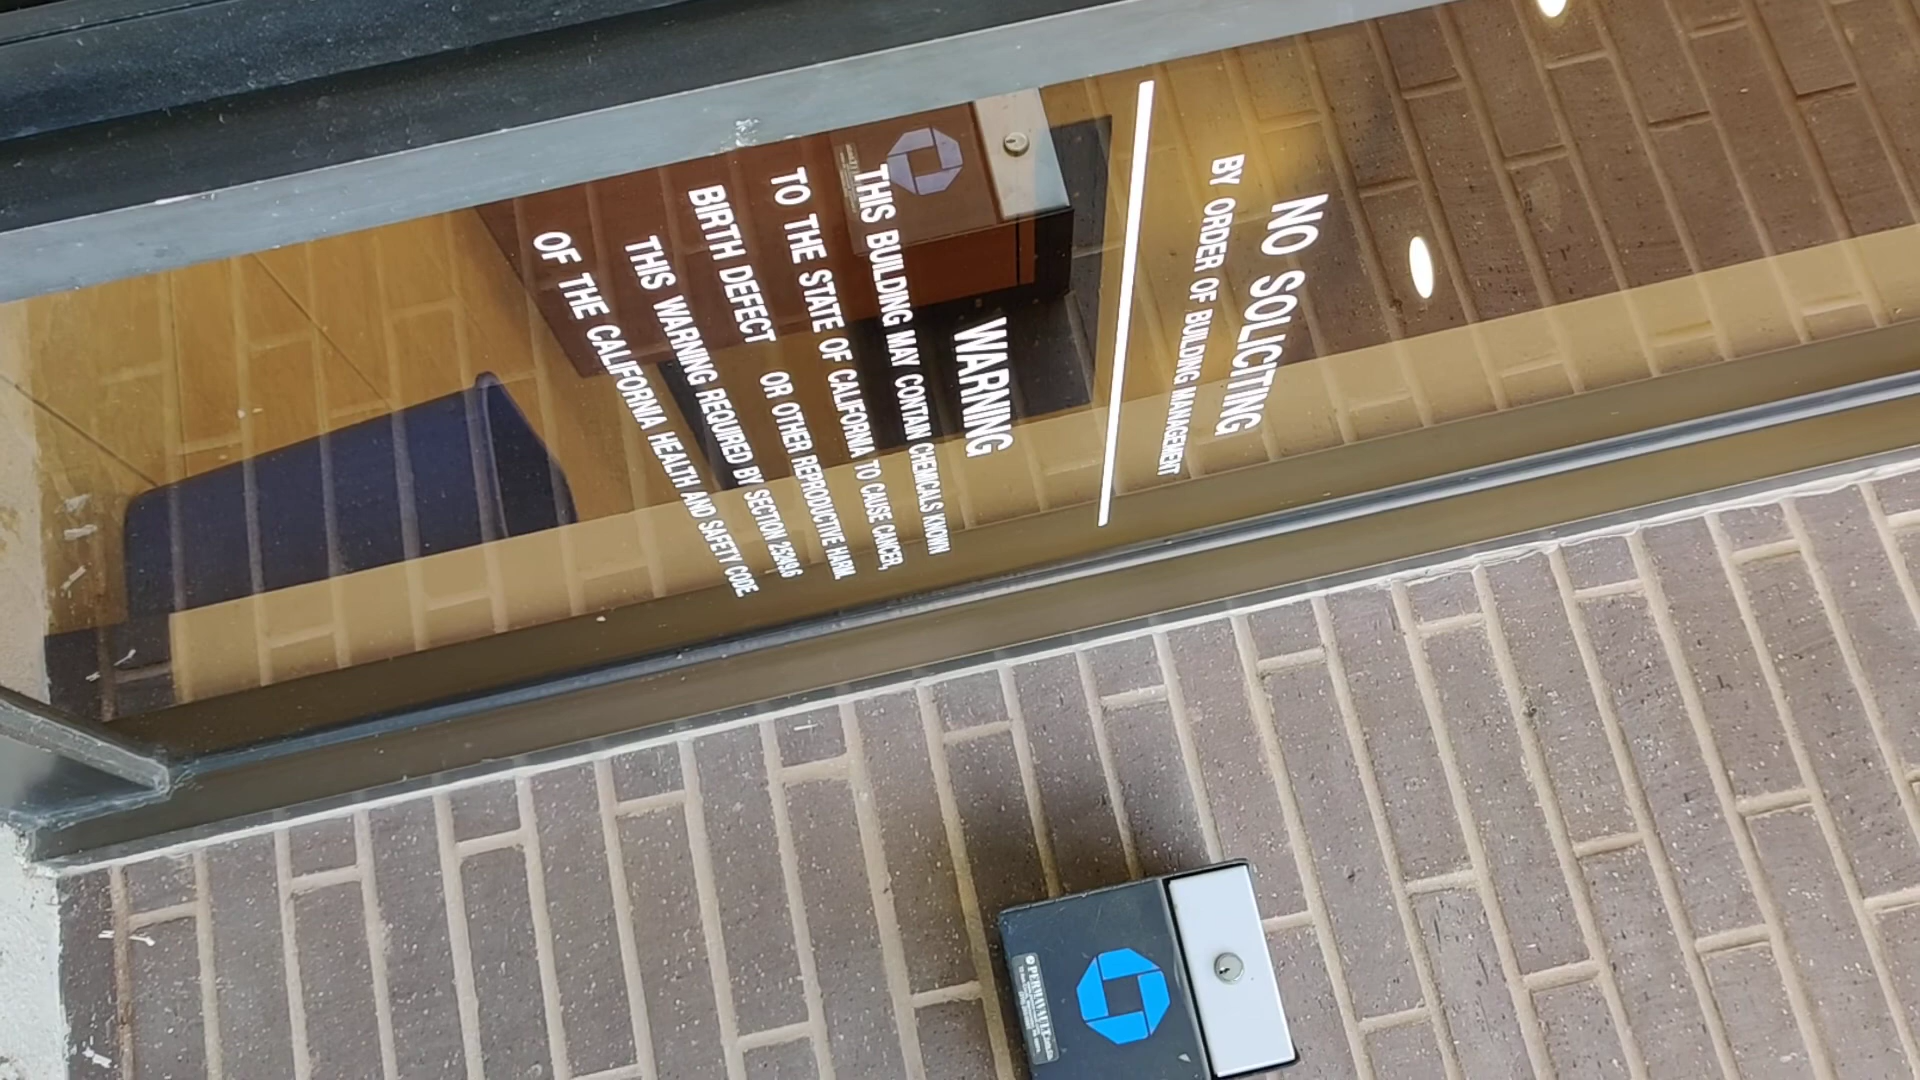 NO SOLICITING
BY ORDER OF BUILDING MANAGEMENT
WARNING
THIS BUILDING MAY CONTAIN CHEMICALS KNOWN
TO THE STATE OF CALIFORNIA TO CAUSE CANCER,
BIRTH DEFECT OR OTHER REPRODUCTIVE HARM.
THIS WARNING REQUIRED BY SECTION 25249.6
OF THE CALIFORNIA HEALTH AND SAFETY CODE.
PERMAVAULT